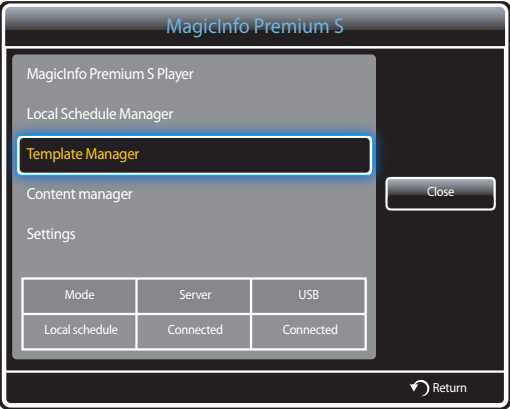 MagicInfo Premium S
MagicInfo Premium S Player
Local Schedule Manager
Template Manager
Content manager
Close
Settings
Mode Server USB
Local schedule Connected Connected
Return